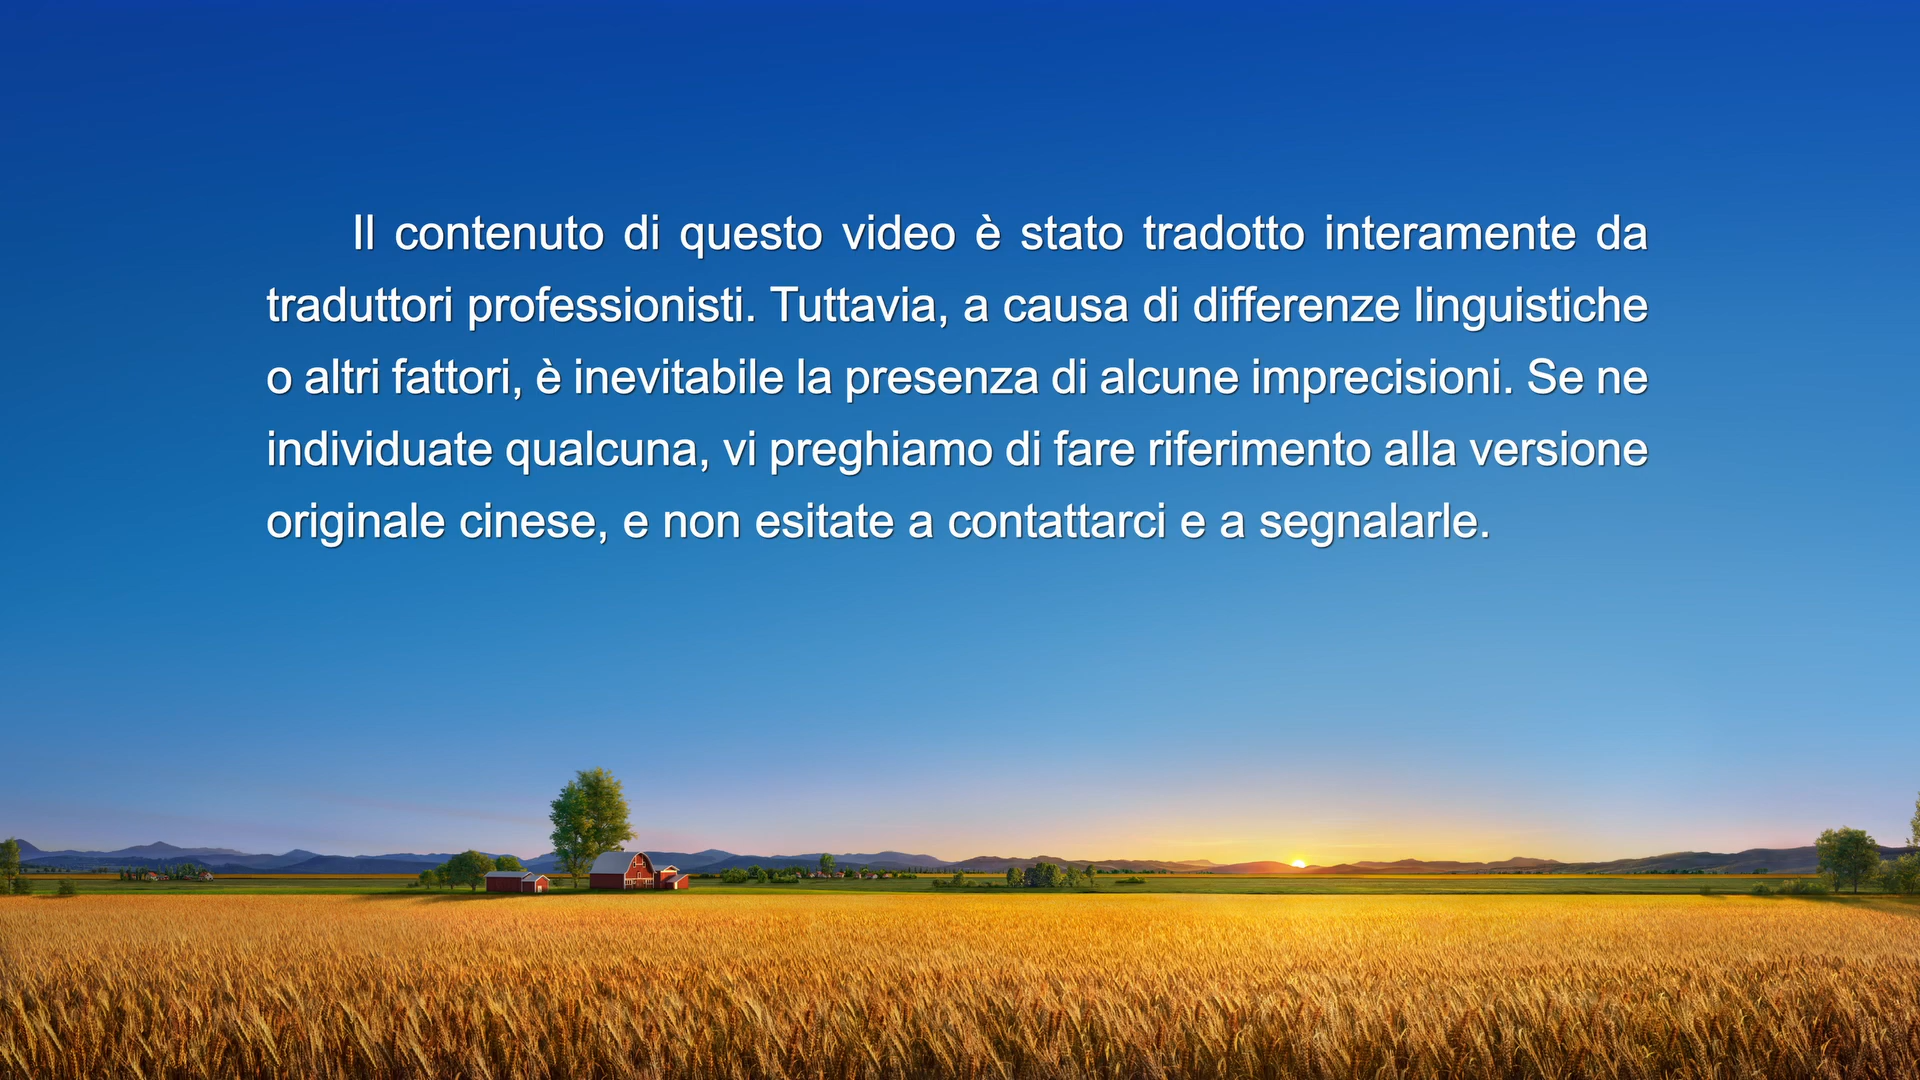 Il contenuto di questo video è stato tradotto interamente da
traduttori professionisti. Tuttavia, a causa di differenze linguistiche
o altri fattori, è inevitabile la presenza di alcune imprecisioni. Se ne
individuate qualcuna, vi preghiamo di fare riferimento alla versione
originale cinese, e non esitate a contattarci e a segnalarle.